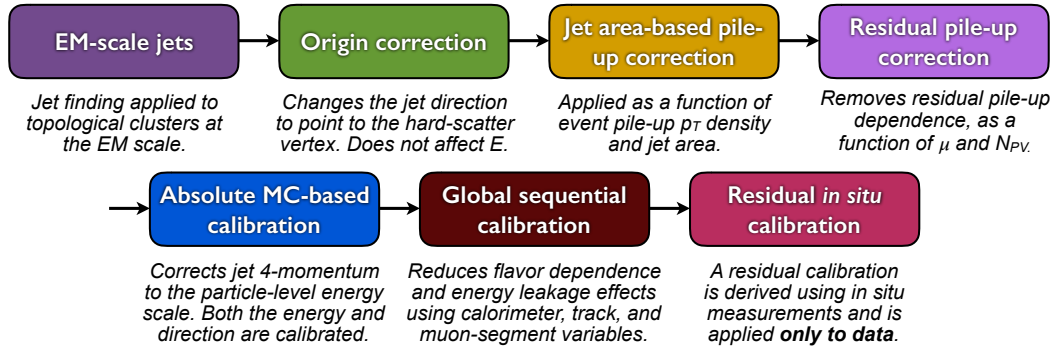 EM-scale jets
Jet finding applied to
topological clusters at
the EM scale.
Origin correction
Changes the jet direction
to point to the hard-scatter
vertex. Does not affect E.
Jet area-based pile-
up correction
Applied as a function of
event pile-up pT density
and jet area.
Residual pile-up
correction
Removes residual pile-up
dependence, as a
function of μ and NPV.
Absolute MC-based
calibration
Corrects jet 4-momentum
to the particle-level energy
scale. Both the energy and
direction are calibrated.
Global sequential
calibration
Reduces flavor dependence
and energy leakage effects
using calorimeter, track, and
muon-segment variables.
Residual in situ
calibration
A residual calibration
is derived using in situ
measurements and is
applied only to data.